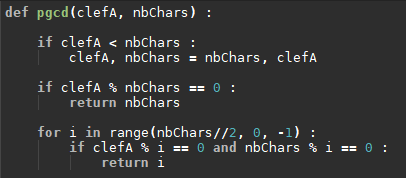 def pgcd(clefA, nbChars) :
if clefA < nbChars :
clefA, nbChars = nbChars, clefA
if clefA % nbChars == 0 :
return nbChars
for i in range(nbChars//2, 0, -1) :
if clefA % i == 0 and nbChars % i == 0 :
return i